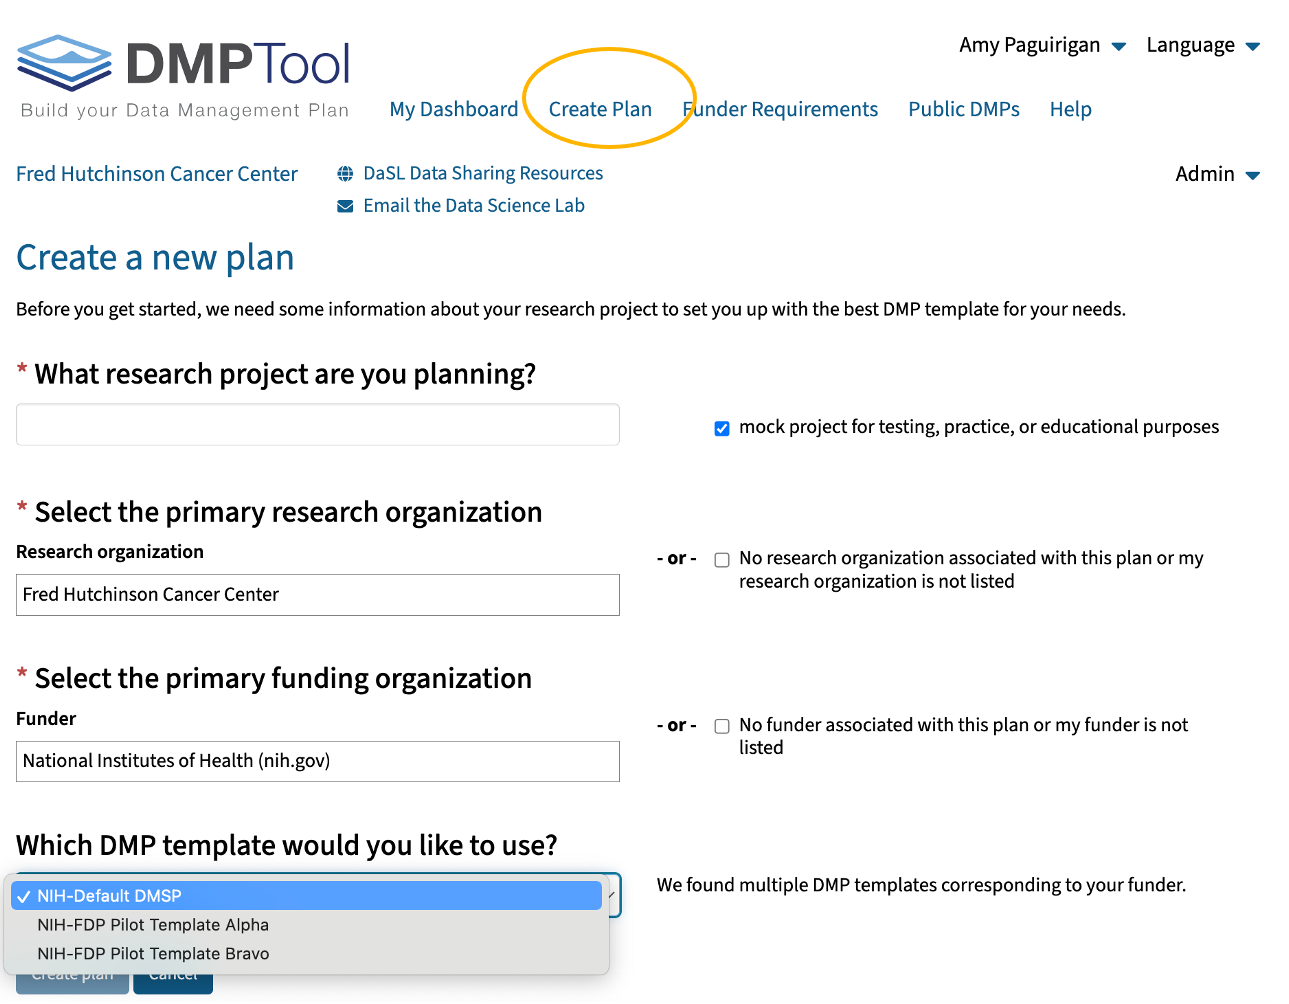 Amy Paguirigan Language
DMPTool
Build your Data Management Plan
My Dashboard Create Plan Funder Requirements Public DMPs Help
Fred Hutchinson Cancer Center DaSL Data Sharing Resources Admin
Email the Data Science Lab
Create a new plan
Before you get started, we need some information about your research project to set you up with the best DMP template for your needs.
* What research project are you planning?
mock project for testing, practice, or educational purposes
* Select the primary research organization
Research organization
- or - No research organization associated with this plan or my
research organization is not listed
Fred Hutchinson Cancer Center
* Select the primary funding organization
Funder
- or - No funder associated with this plan or my funder is not
listed
National Institutes of Health (nih.gov)
Which DMP template would you like to use?
We found multiple DMP templates corresponding to your funder.
✓ NIH-Default DMSP
NIH-FDP Pilot Template Alpha
NIH-FDP Pilot Template Bravo
Create plan Cancel